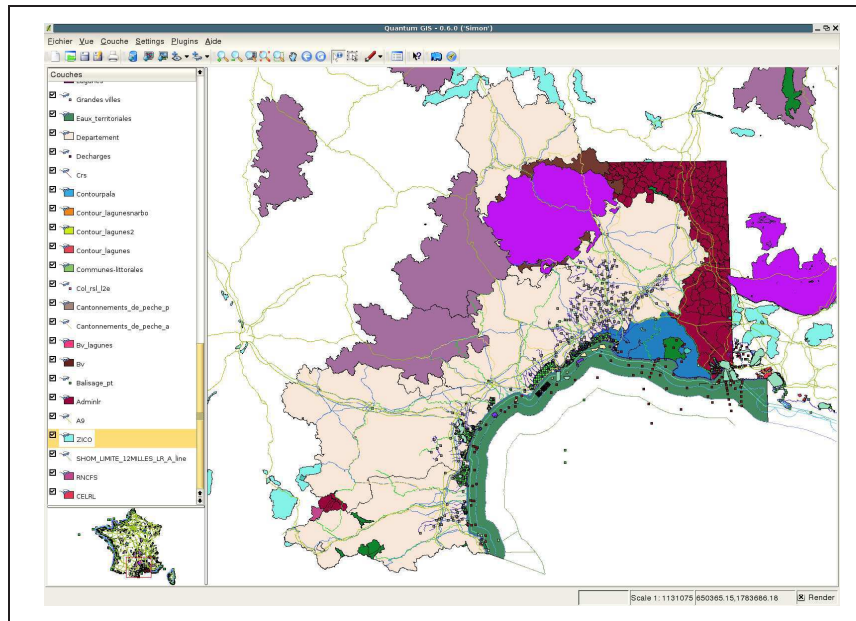 Quantum GIS - 0.6.0 ('Simon')
Fichier Vue Couche Settings Plugins Aide
Couches
Grandes villes
Eaux_territoriales
Departement
Decharges
Crs
Contourpala
Contour_lagunesnarbo
Contour_lagunes2
Contour_lagunes
Communes-littorales
Col_rsl_l2e
Cantonnements_de_peche_p
Cantonnements_de_peche_a
Bv_lagunes
Bv
Balisage_pt
Adminlr
A9
ZICO
SHOM_LIMITE_12MILLES_LR_A_line
RNCFS
CELRL
Scale 1: 1131075 650365.15,1783686.18 Render